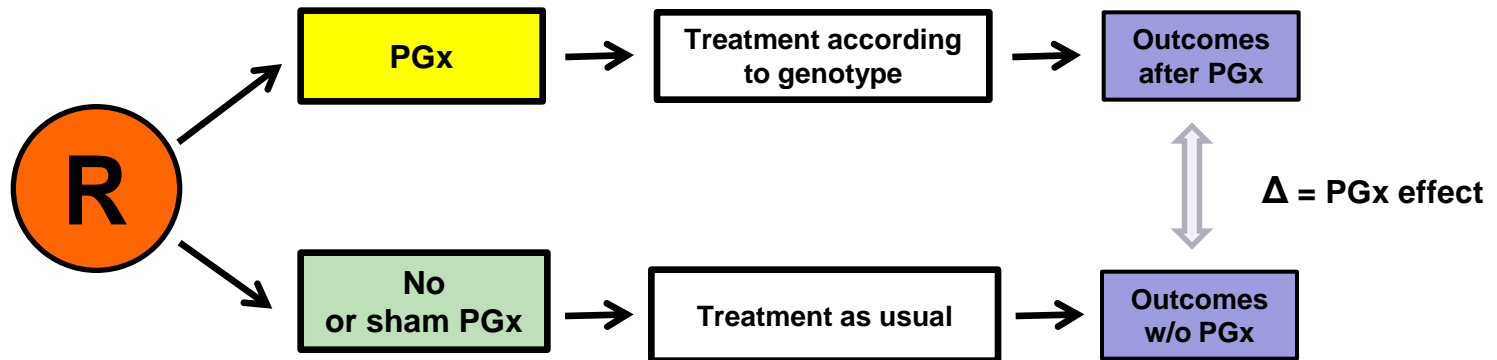 R
PGx
Treatment according
to genotype
Outcomes
after PGx
Δ = PGx effect
No
or sham PGx
Treatment as usual
Outcomes
w/o PGx